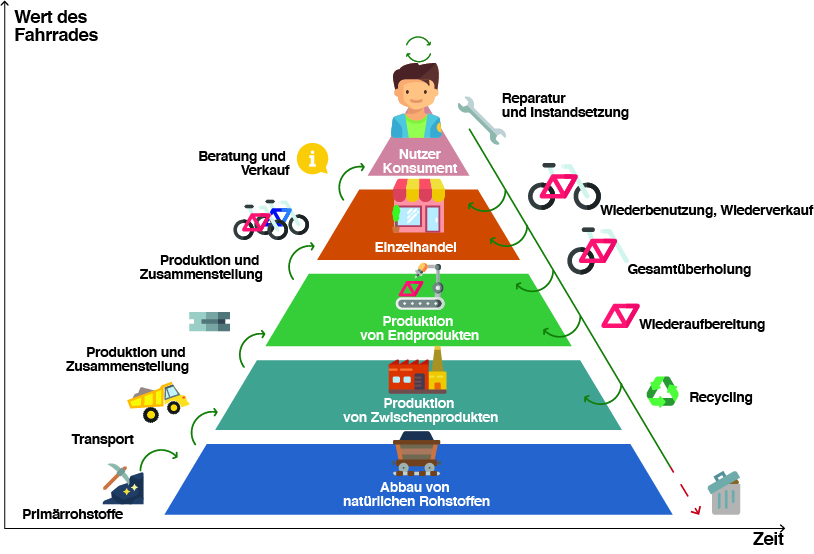 Wert des
Fahrrades
Reparatur
und Instandsetzung
Nutzer
Konsument
Beratung und
Verkauf
Wiederbenutzung, Wiederverkauf
Einzelhandel
Produktion und
Zusammenstellung
Gesamtüberholung
Produktion
von Endprodukten
Wiederaufbereitung
Produktion und
Zusammenstellung
Recycling
Produktion
von Zwischenprodukten
Transport
Abbau von
natürlichen Rohstoffen
Primärrohstoffe
Zeit